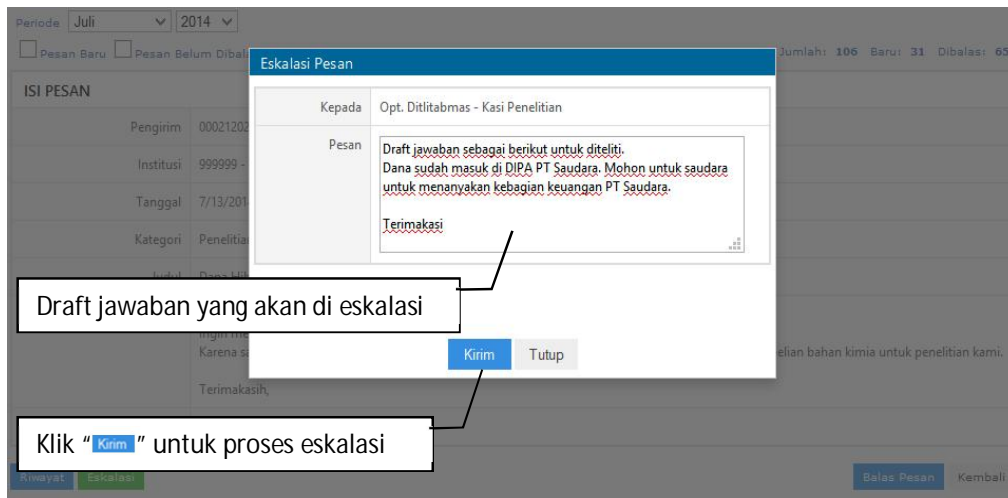 Periode Juli 2014
Pesan Baru Pesan Belum Dibal Jumlah: 106 Baru: 31 Dibalas: 65
Eskalasi Pesan
ISI PESAN
Kepada Opt. Ditlitabmas - Kasi Penelitian
Pengirim 00021202
Pesan Draft jawaban sebagai berikut untuk diteliti.
Dana sudah masuk di DIPA PT Saudara. Mohon untuk saudara
untuk menanyakan kebagian keuangan PT Saudara.
Terimakasi
Institusi 999999 -
Tanggal 7/13/201
Kategori Penelitia
Draft jawaban yang akan di eskalasi
Karena sa elian bahan kimia untuk penelitian kami.
Kirim Tutup
Terimakasih,
Klik "Kirim" untuk proses eskalasi
Riwayat Eskalasi Balas Pesan Kembali